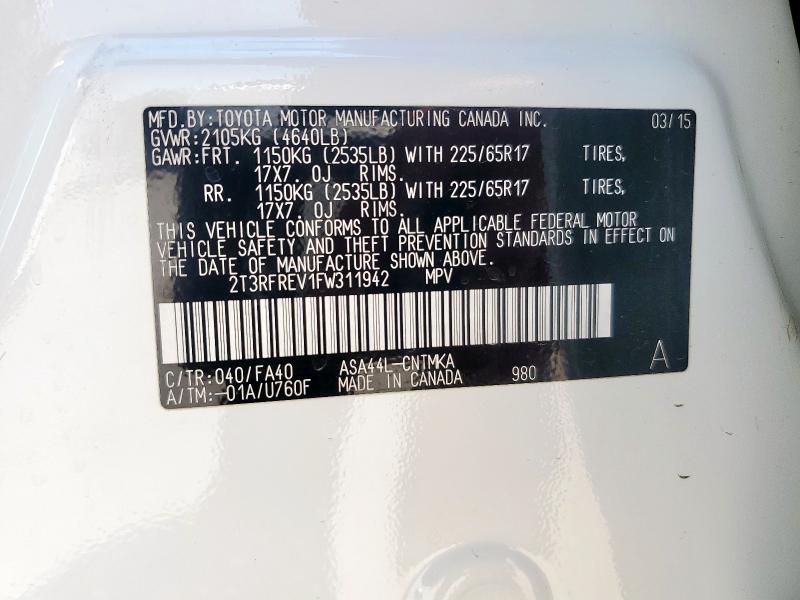 MFD.BY:TOYOTA MOTOR MANUFACTURING CANADA INC. 03/15
GVWR:2105KG (4640LB)
GAWR:FRT. 1150KG (2535LB) WITH 225/65R17 TIRES,
17X7. 0J RIMS.
RR. 1150KG (2535LB) WITH 225/65R17 TIRES,
17X7. 0J RIMS.
THIS VEHICLE CONFORMS TO ALL APPLICABLE FEDERAL MOTOR
VEHICLE SAFETY AND THEFT PREVENTION STANDARDS IN EFFECT ON
THE DATE OF MANUFACTURE SHOWN ABOVE.
2T3RFREV1FW311942 MPV
C/TR:040/FA40 ASA44L-CNTMKA A
A/TM:-01A/U760F MADE IN CANADA 980